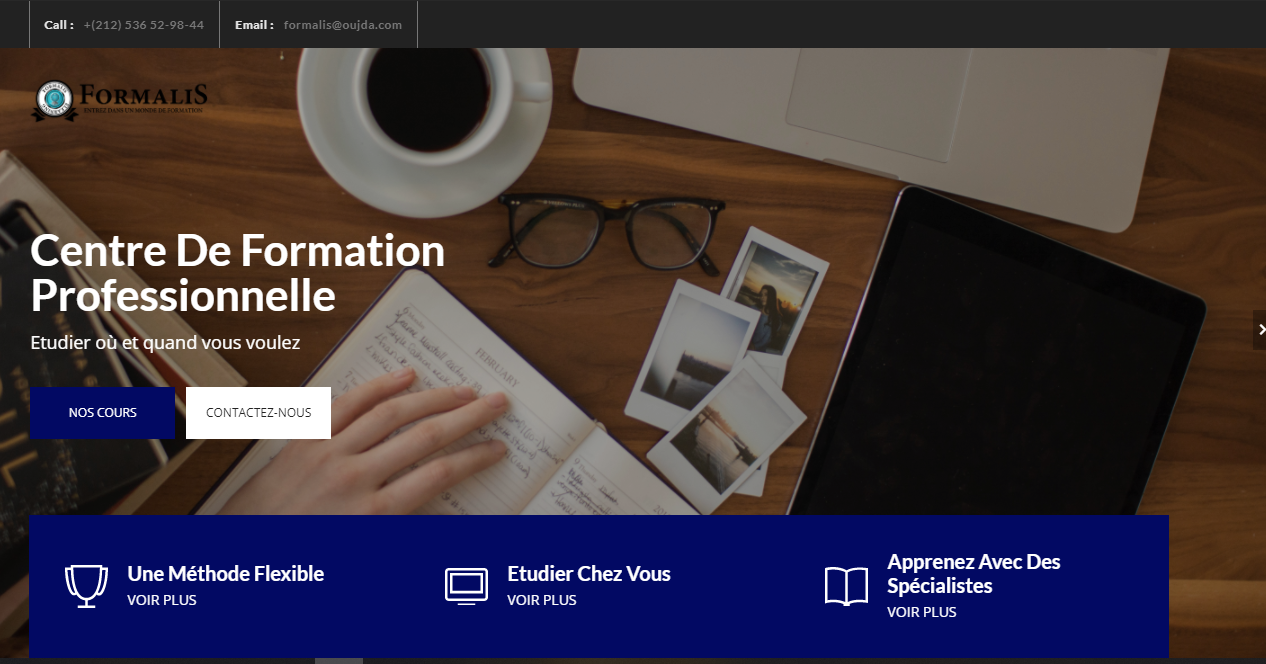 Call : +(212) 536 52-98-44 Email : formalis@oujda.com
FORMALIS
ENTREZ DANS UN MONDE DE FORMATION
Centre De Formation
Professionnelle
Etudier où et quand vous voulez
NOS COURS CONTACTEZ-NOUS
FEBRUARY
Une Méthode Flexible
VOIR PLUS
Etudier Chez Vous
VOIR PLUS
Apprenez Avec Des
Spécialistes
VOIR PLUS